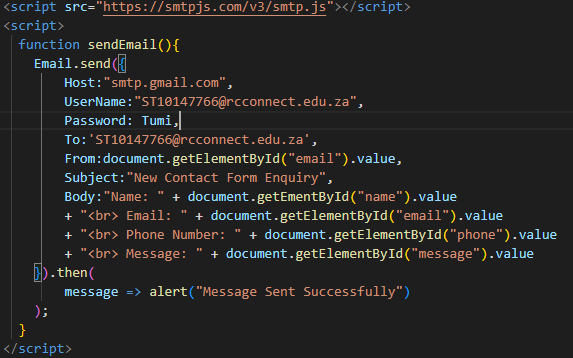 <script src="https://smtpjs.com/v3/smtp.js"></script>
<script>
function sendEmail(){
Email.send({
Host:"smtp.gmail.com",
UserName:"ST10147766@rcconnect.edu.za",
Password: Tumi,
To:'ST10147766@rcconnect.edu.za',
From:document.getElementById("email").value,
Subject:"New Contact Form Enquiry",
Body:"Name: " + document.getEmentById("name").value
+ "<br> Email: " + document.getElementById("email").value
+ "<br> Phone Number: " + document.getElementById("phone").value
+ "<br> Message: " + document.getElementById("message").value
}).then(
message => alert("Message Sent Successfully")
);
}
</script>